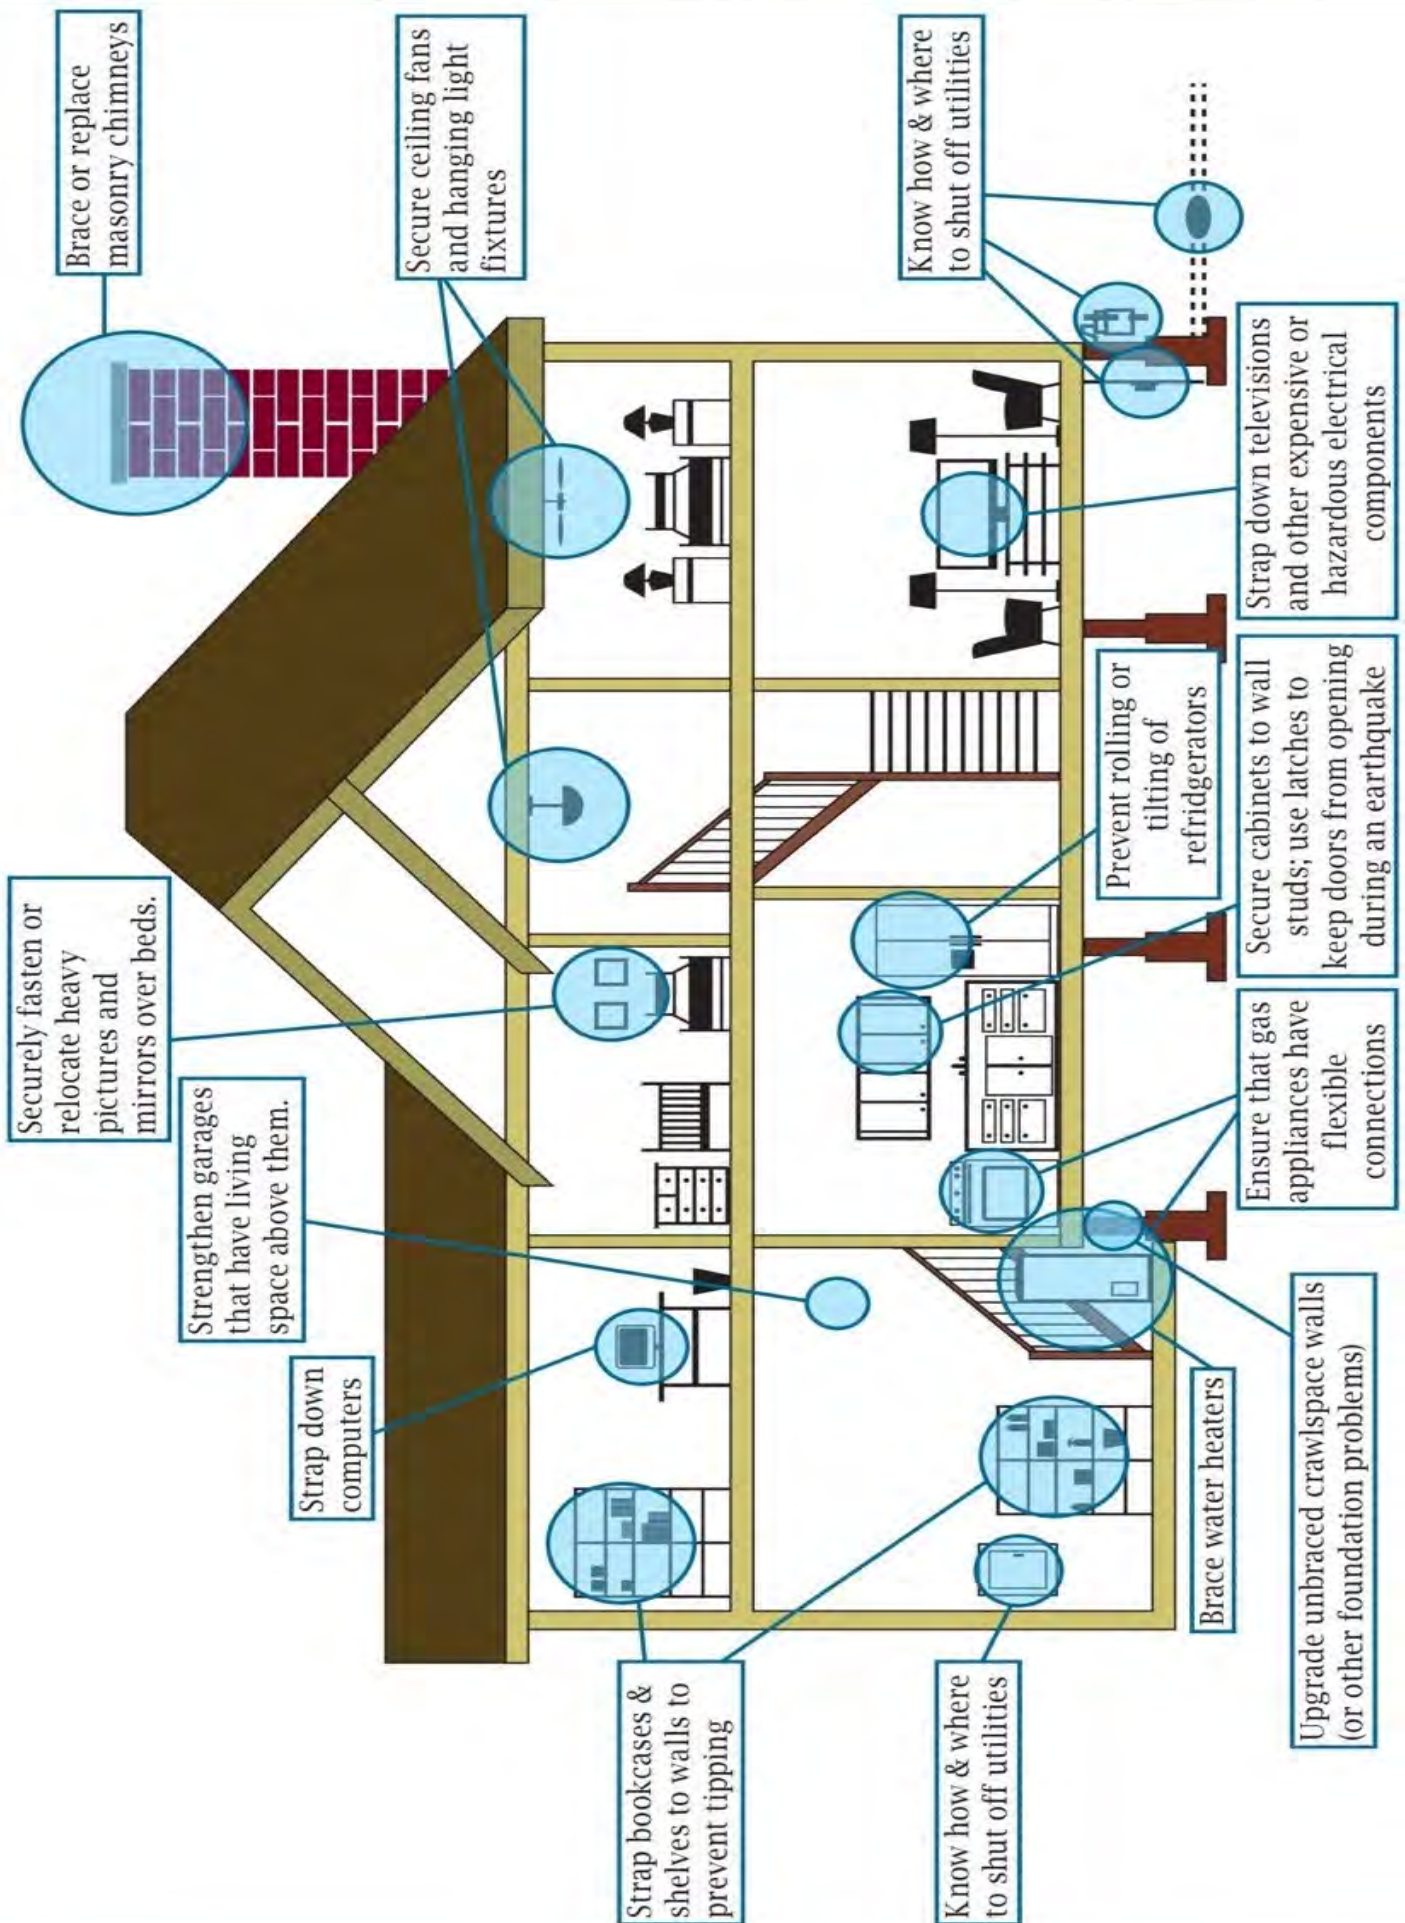 Securely fasten or
relocate heavy
pictures and
mirrors over beds.
Brace or replace
masonry chimneys
Strengthen garages
that have living
space above them.
Strap down
computers
Secure ceiling fans
and hanging light
fixtures
Strap bookcases &
shelves to walls to
prevent tipping
Know how & where
to shut off utilities
Know how & where
to shut off utilities
Prevent rolling or
tilting of
refridgerators
Brace water heaters
Ensure that gas
appliances have
flexible
connections
Secure cabinets to wall
studs; use latches to
keep doors from opening
during an earthquake
Strap down televisions
and other expensive or
hazardous electrical
components
Upgrade unbraced crawlspace walls
(or other foundation problems)